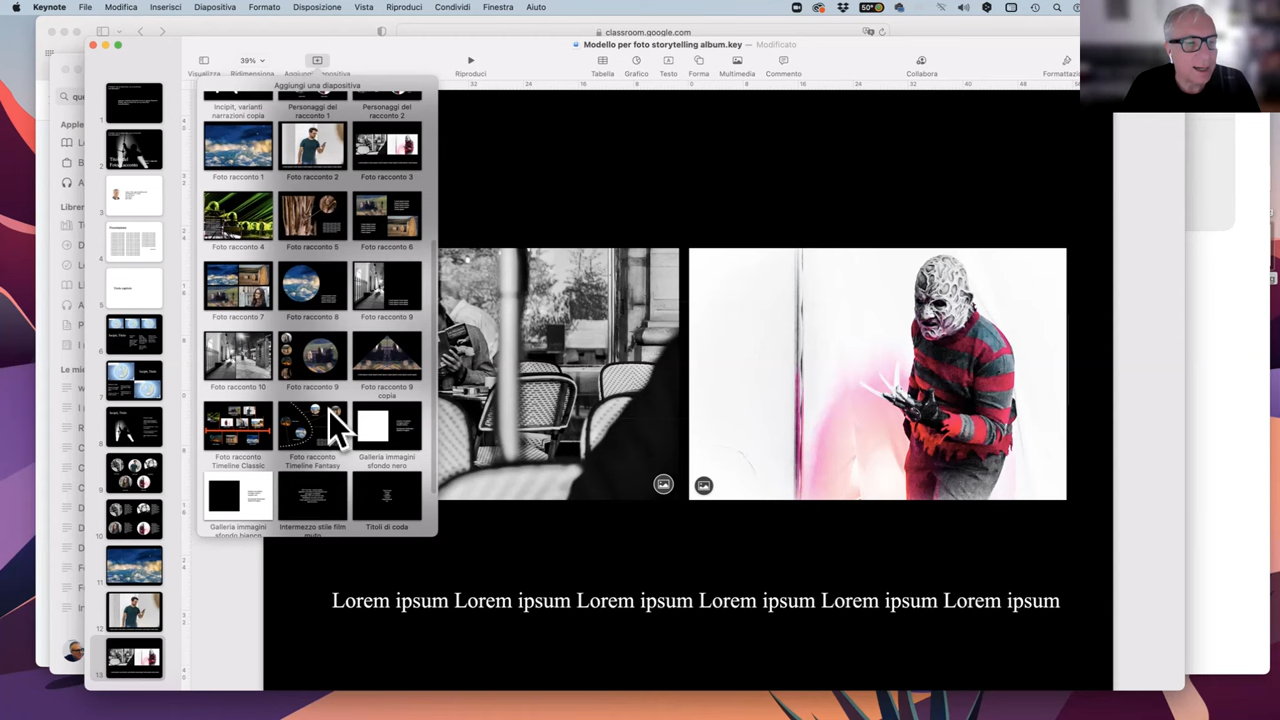 Keynote File Modifica Inserisci Diapositiva Formato Disposizione Vista Riproduci Condividi Finestra Aiuto
50°
classroom.google.com
Modello per foto storytelling album.key — Modificato
39%
Visualizza Ridimensiona Riproduci Tabella Grafico Testo Forma Multimedia Commento Collabora
Aggiungi una diapositiva
Incipit, varianti narrazioni copia
Personaggi del racconto 1
Personaggi del racconto 2
Foto racconto 1 Foto racconto 2 Foto racconto 3
Foto racconto 4 Foto racconto 5 Foto racconto 6
Foto racconto 7 Foto racconto 8 Foto racconto 9
Foto racconto 10 Foto racconto 9 Foto racconto 9 copia
Foto racconto Timeline Classic
Foto racconto Timeline Fantasy
Galleria immagini sfondo nero
Galleria immagini sfondo bianco
Intermezzo stile film muto
Titoli di coda
que
Apple
Lorem ipsum Lorem ipsum Lorem ipsum Lorem ipsum Lorem ipsum Lorem ipsum